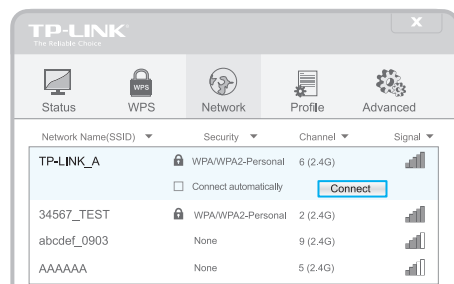 TP-LINK®
The Reliable Choice
X
WPS
Status WPS Network Profile Advanced
Network Name(SSID) Security Channel Signal
TP-LINK_A WPA/WPA2-Personal 6 (2.4G)
Connect automatically Connect
34567_TEST WPA/WPA2-Personal 2 (2.4G)
abcdef_0903 None 9 (2.4G)
AAAAAA None 5 (2.4G)